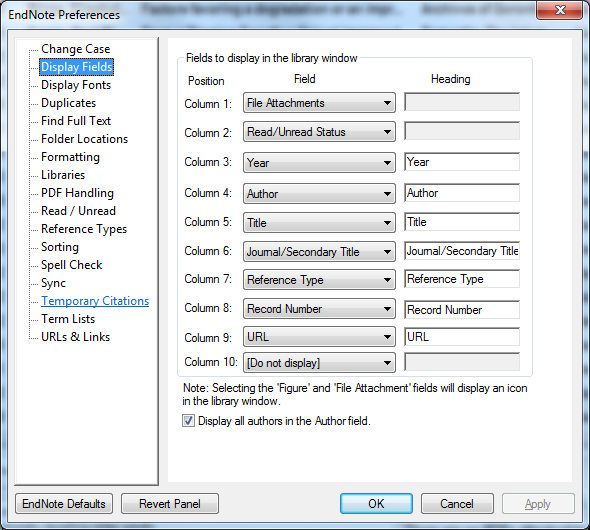 EndNote Preferences
Change Case
Display Fields
Display Fonts
Duplicates
Find Full Text
Folder Locations
Formatting
Libraries
PDF Handling
Read / Unread
Reference Types
Sorting
Spell Check
Sync
Temporary Citations
Term Lists
URLs & Links
Fields to display in the library window
Position Field Heading
Column 1: File Attachments
Column 2: Read/Unread Status
Column 3: Year Year
Column 4: Author Author
Column 5: Title Title
Column 6: Journal/Secondary Title Journal/Secondary Title
Column 7: Reference Type Reference Type
Column 8: Record Number Record Number
Column 9: URL URL
Column 10: [Do not display]
Note: Selecting the 'Figure' and 'File Attachment' fields will display an icon
in the library window.
Display all authors in the Author field.
EndNote Defaults Revert Panel OK Cancel Apply